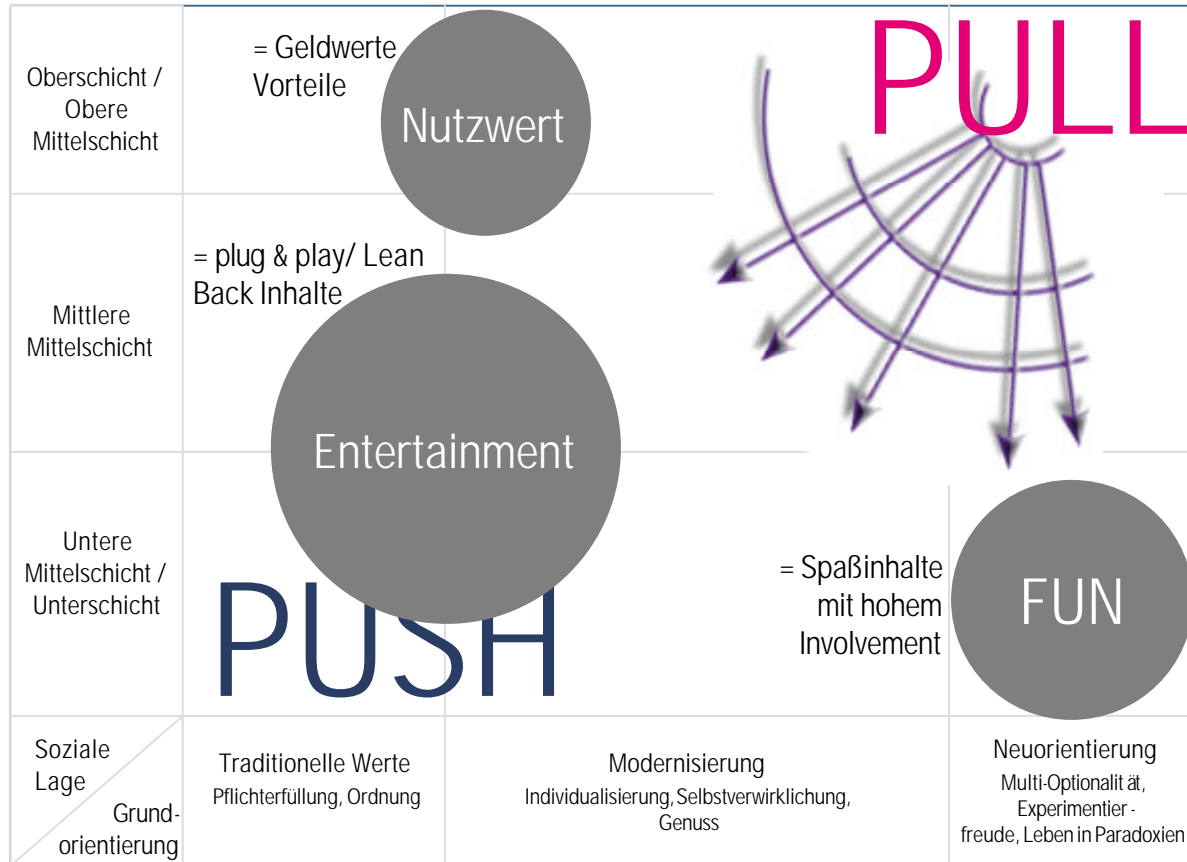 = Geldwerte
Vorteile
Nutzwert
PULL
Oberschicht /
Obere
Mittelschicht
= plug & play/ Lean
Back Inhalte
Mittlere
Mittelschicht
Entertainment
Untere
Mittelschicht /
Unterschicht
PUSH
= Spaßinhalte
mit hohem
Involvement
FUN
Soziale
Lage
Grund-
orientierung
Traditionelle Werte
Pflichterfüllung, Ordnung
Modernisierung
Individualisierung, Selbstverwirklichung,
Genuss
Neuorientierung
Multi-Optionalit ät,
Experimentier -
freude, Leben in Paradoxien